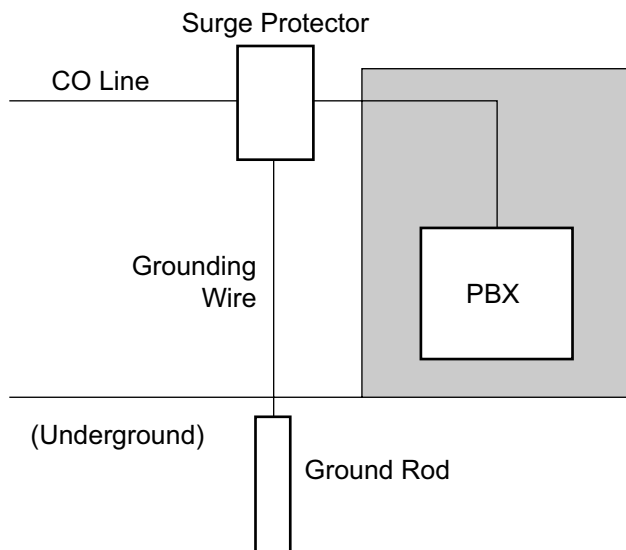 Surge Protector
CO Line
Grounding
Wire
PBX
(Underground)
Ground Rod